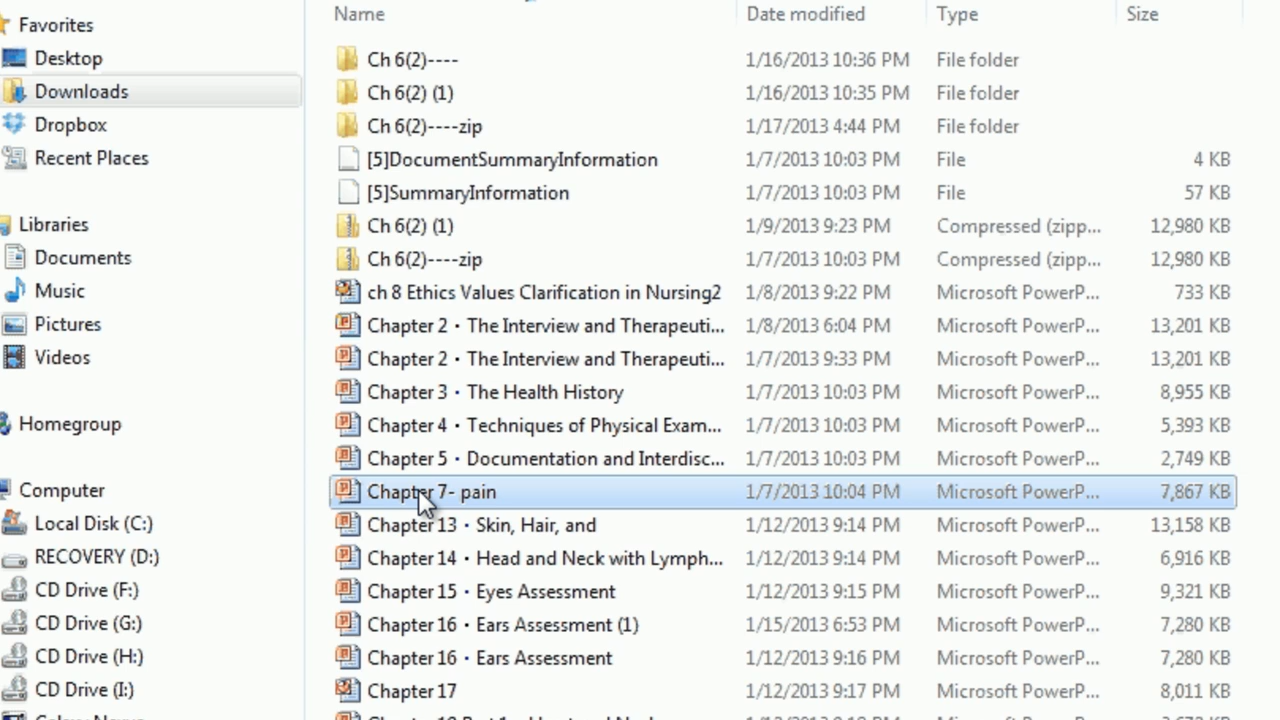 Name Date modified Type Size
Favorites
Desktop
Downloads
Dropbox
Recent Places
Libraries
Documents
Music
Pictures
Videos
Homegroup
Computer
Local Disk (C:)
RECOVERY (D:)
CD Drive (F:)
CD Drive (G:)
CD Drive (H:)
CD Drive (I:)
Ch 6(2)---- 1/16/2013 10:36 PM File folder
Ch 6(2) (1) 1/16/2013 10:35 PM File folder
Ch 6(2)----zip 1/17/2013 4:44 PM File folder
[5]DocumentSummaryInformation 1/7/2013 10:03 PM File 4 KB
[5]SummaryInformation 1/7/2013 10:03 PM File 57 KB
Ch 6(2) (1) 1/9/2013 9:23 PM Compressed (zipp... 12,980 KB
Ch 6(2)----zip 1/7/2013 10:03 PM Compressed (zipp... 12,980 KB
ch 8 Ethics Values Clarification in Nursing2 1/8/2013 9:22 PM Microsoft PowerP... 733 KB
Chapter 2 · The Interview and Therapeuti... 1/8/2013 6:04 PM Microsoft PowerP... 13,201 KB
Chapter 2 · The Interview and Therapeuti... 1/7/2013 9:33 PM Microsoft PowerP... 13,201 KB
Chapter 3 · The Health History 1/7/2013 10:03 PM Microsoft PowerP... 8,955 KB
Chapter 4 · Techniques of Physical Exam... 1/7/2013 10:03 PM Microsoft PowerP... 5,393 KB
Chapter 5 · Documentation and Interdisc... 1/7/2013 10:03 PM Microsoft PowerP... 2,749 KB
Chapter 7- pain 1/7/2013 10:04 PM Microsoft PowerP... 7,867 KB
Chapter 13 · Skin, Hair, and 1/12/2013 9:14 PM Microsoft PowerP... 13,158 KB
Chapter 14 · Head and Neck with Lymph... 1/12/2013 9:14 PM Microsoft PowerP... 6,916 KB
Chapter 15 · Eyes Assessment 1/12/2013 9:15 PM Microsoft PowerP... 9,321 KB
Chapter 16 · Ears Assessment (1) 1/15/2013 6:53 PM Microsoft PowerP... 7,280 KB
Chapter 16 · Ears Assessment 1/12/2013 9:16 PM Microsoft PowerP... 7,280 KB
Chapter 17 1/12/2013 9:17 PM Microsoft PowerP... 8,011 KB